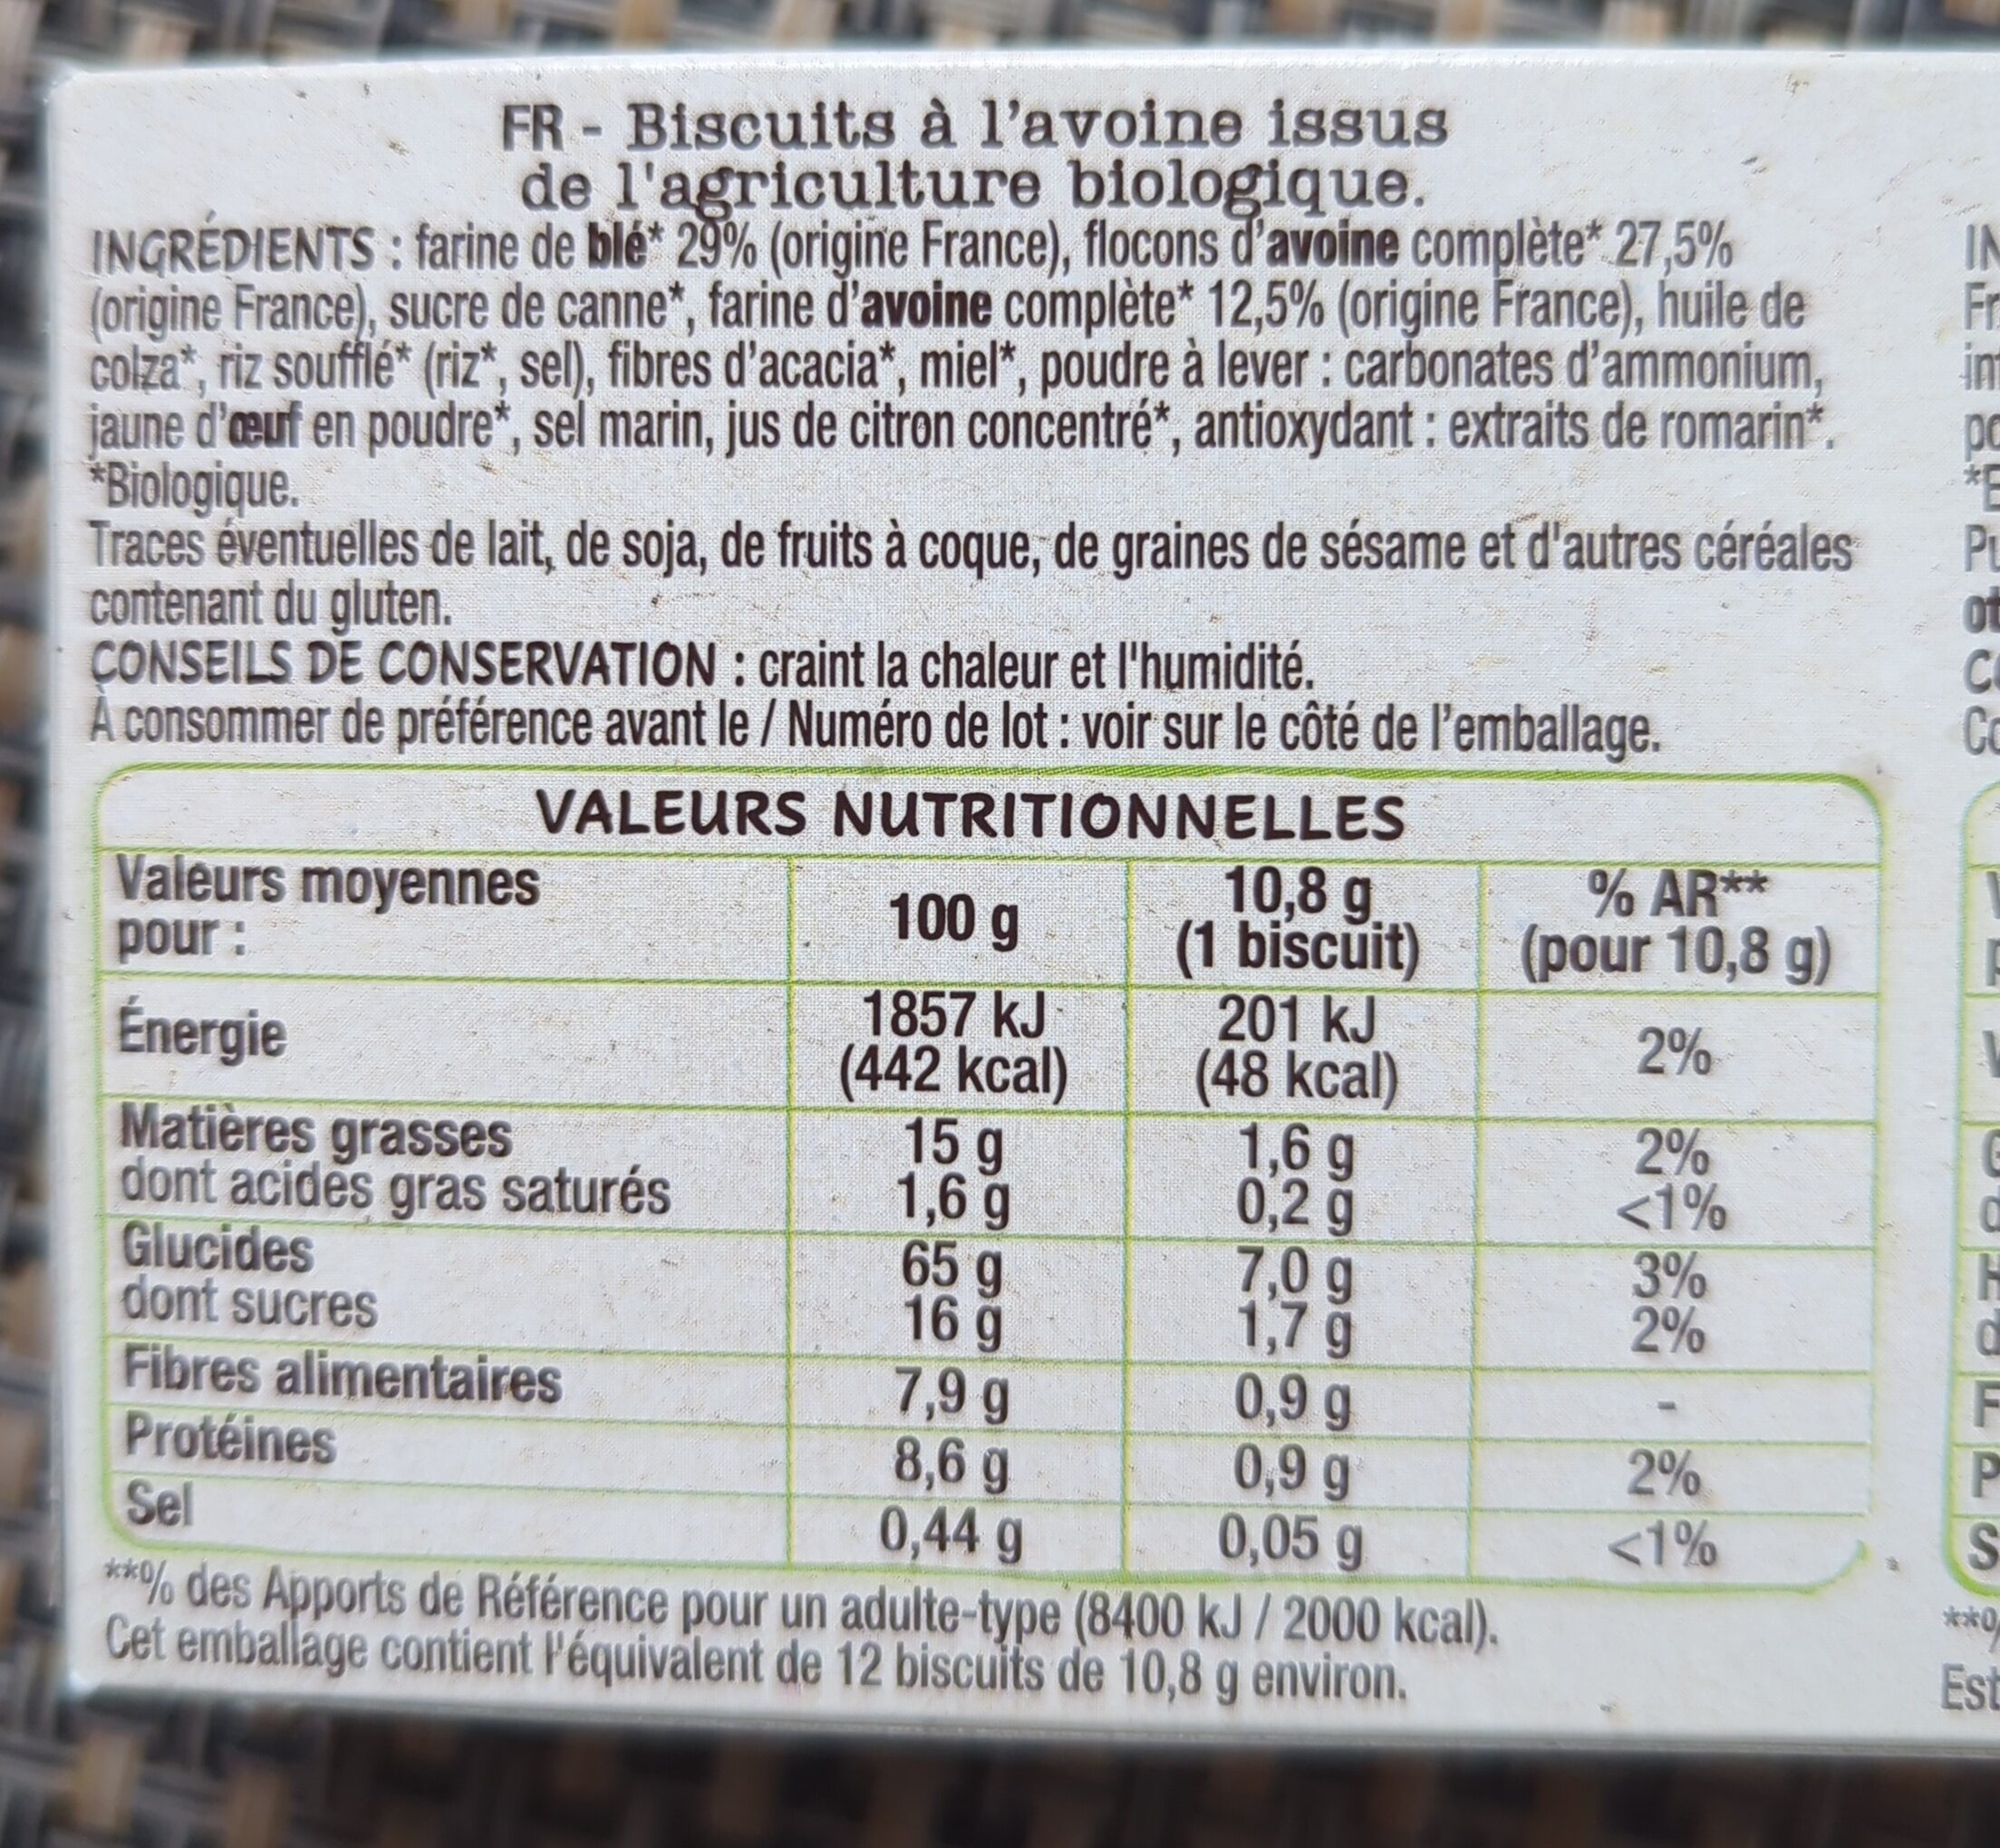 FR - Biscuits à l'avoine issus
de l'agriculture biologique.
INGRÉDIENTS : farine de blé* 29% (origine France), flocons d'avoine complète* 27,5%
(origine France), sucre de canne*, farine d'avoine complète* 12,5% (origine France), huile de
colza*, riz soufflé* (riz*, sel), fibres d'acacia*, miel*, poudre à lever : carbonates d'ammonium,
jaune d'œuf en poudre*, sel marin, jus de citron concentré*, antioxydant : extraits de romarin*.
*Biologique.
Traces éventuelles de lait, de soja, de fruits à coque, de graines de sésame et d'autres céréales
contenant du gluten.
CONSEILS DE CONSERVATION : craint la chaleur et l'humidité.
À consommer de préférence avant le / Numéro de lot : voir sur le côté de l'emballage.
VALEURS NUTRITIONNELLES
Valeurs moyennes
pour :
100 g
10,8 g
(1 biscuit)
% AR**
(pour 10,8 g)
Énergie
1857 kJ
(442 kcal)
201 kJ
(48 kcal)
2%
Matières grasses 15 g 1,6 g 2%
dont acides gras saturés 1,6 g 0,2 g <1%
Glucides 65 g 7,0 g 3%
dont sucres 16 g 1,7 g 2%
Fibres alimentaires 7,9 g 0,9 g -
Protéines 8,6 g 0,9 g 2%
Sel 0,44 g 0,05 g <1%
**% des Apports de Référence pour un adulte-type (8400 kJ / 2000 kcal).
Cet emballage contient l'équivalent de 12 biscuits de 10,8 g environ.